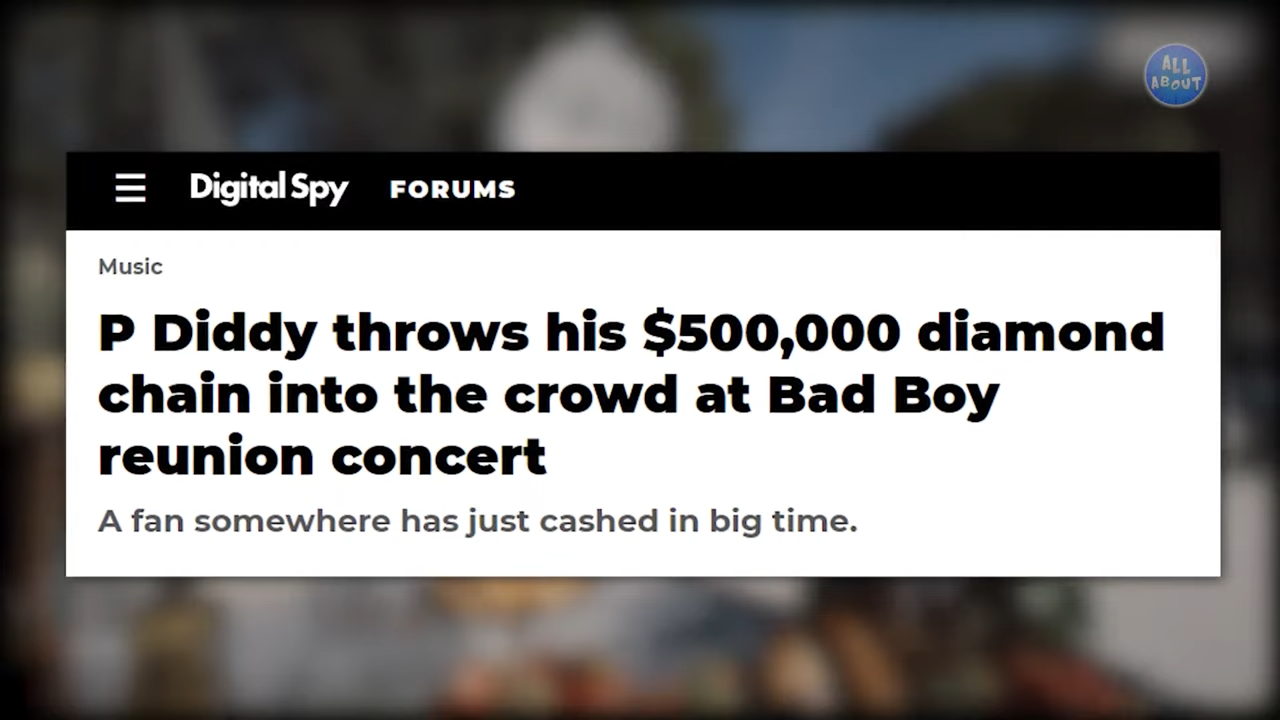 ALL
ABOUT
Digital Spy FORUMS
Music
P Diddy throws his $500,000 diamond
chain into the crowd at Bad Boy
reunion concert
A fan somewhere has just cashed in big time.